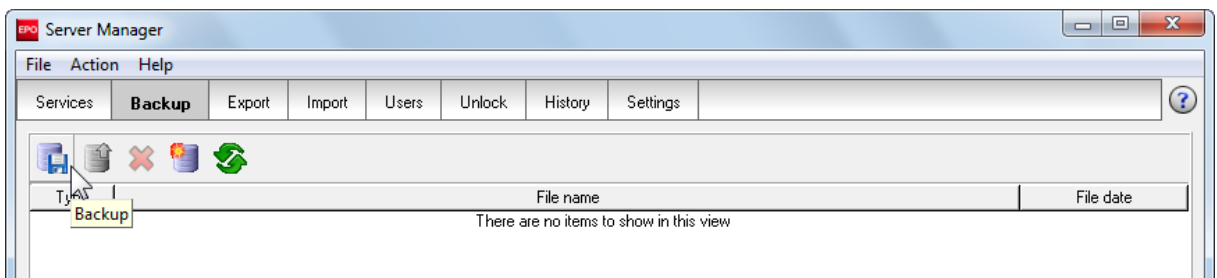 EPO Server Manager
File Action Help
Services Backup Export Import Users Unlock History Settings ?
File name File date
Backup
There are no items to show in this view